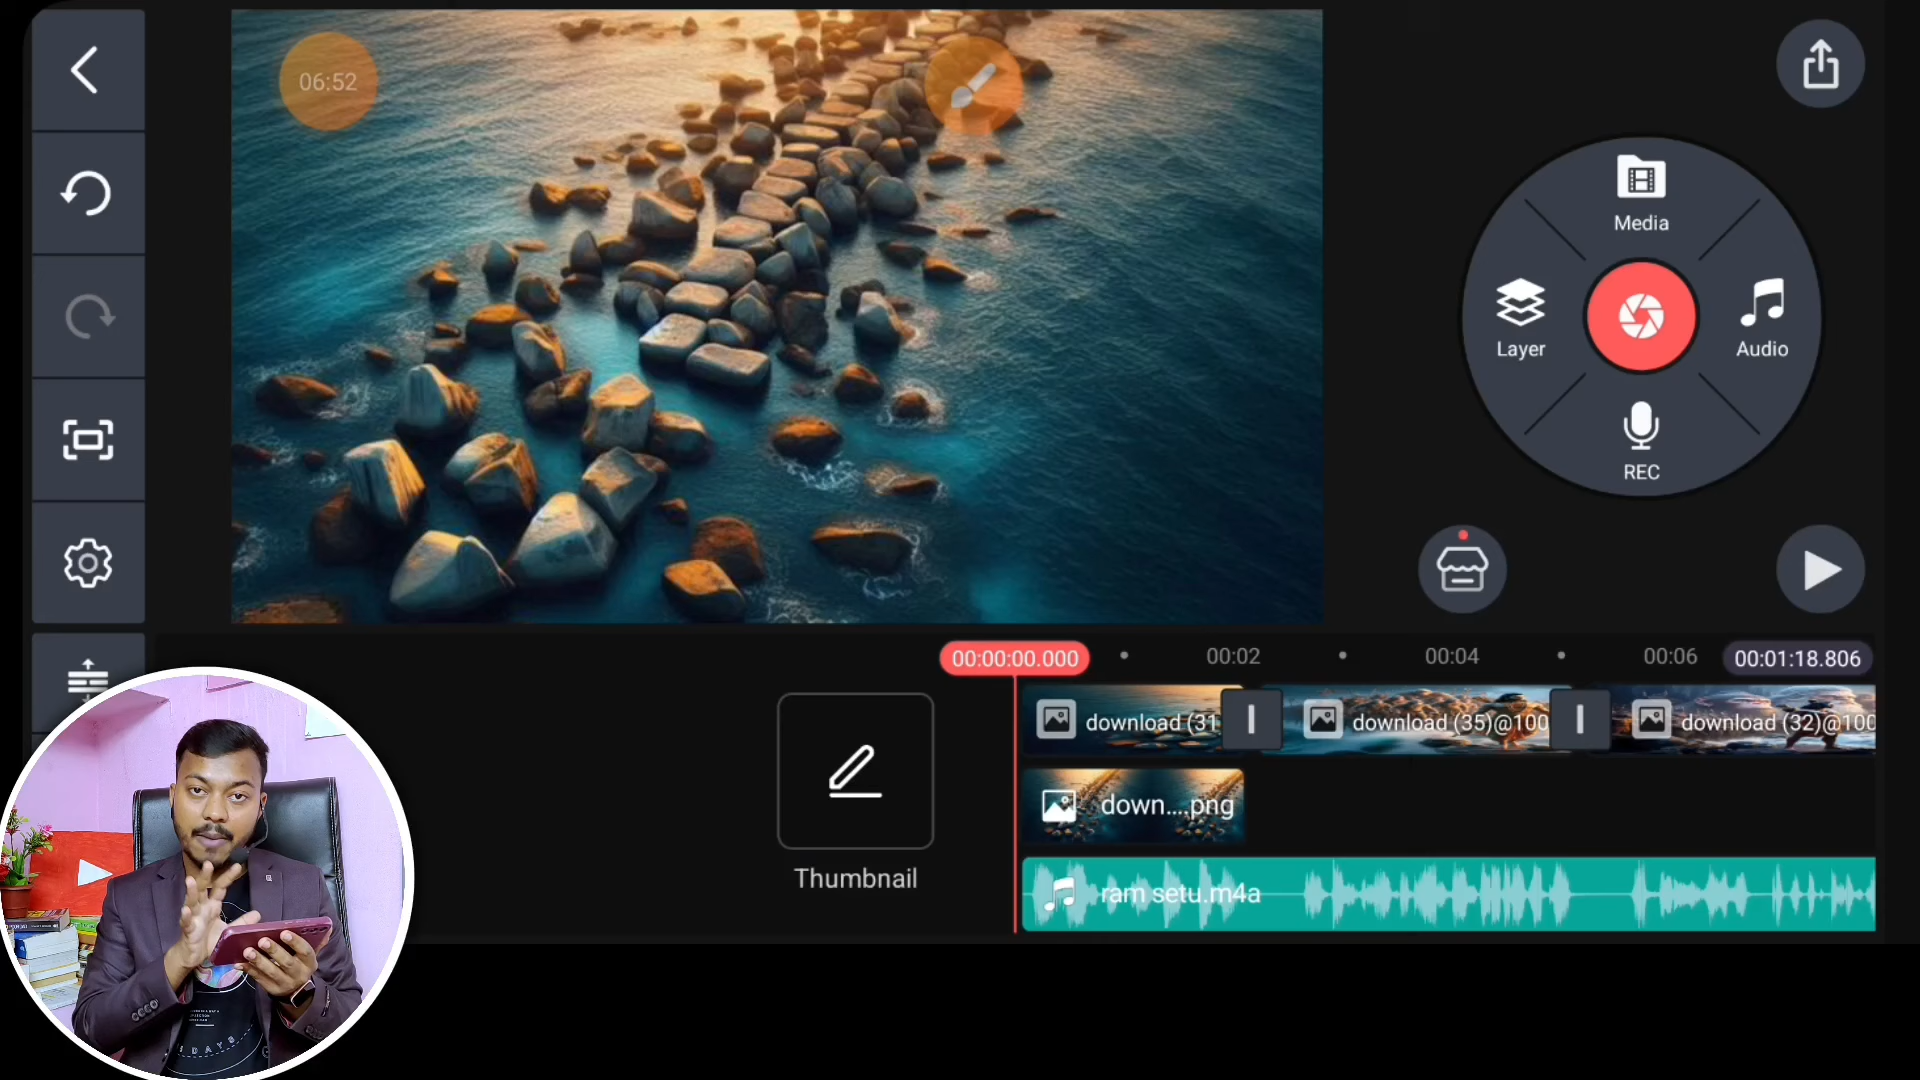 06:52
Media
Layer
Audio
REC
00:00:00.000
00:02
00:04
00:06
00:01:18.806
download (31
download (35)@100
download (32)@100
down....png
Thumbnail
ram setu.m4a
DAYS